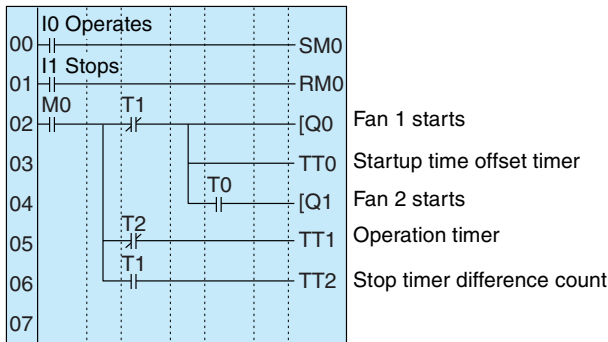 I0 Operates
00 SM0
I1 Stops
01 RM0
M0 T1
02 [Q0 Fan 1 starts
03 TT0 Startup time offset timer
T0
04 [Q1 Fan 2 starts
T2
05 TT1 Operation timer
T1
06 TT2 Stop timer difference count
07